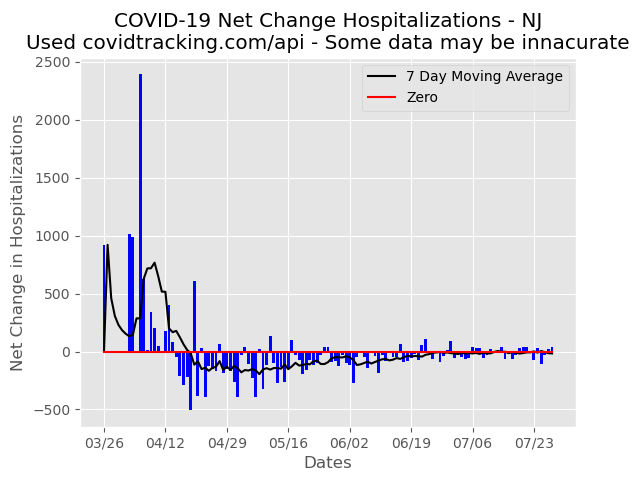 COVID-19 Net Change Hospitalizations - NJ
Used covidtracking.com/api - Some data may be innacurate
7 Day Moving Average
Zero
Net Change in Hospitalizations
2500
2000
1500
1000
500
0
−500
03/26 04/12 04/29 05/16 06/02 06/19 07/06 07/23
Dates